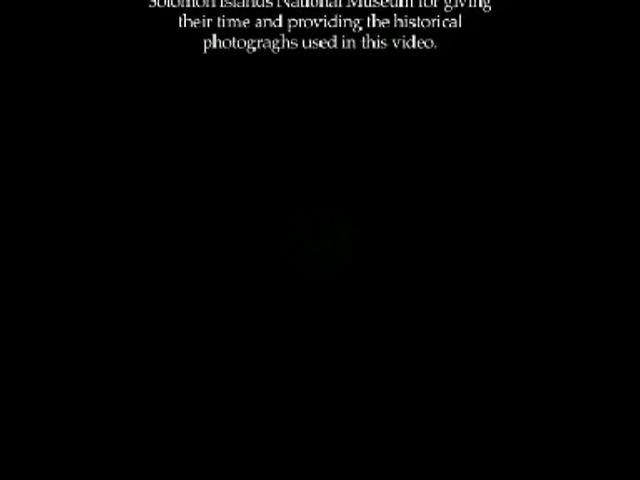 Solomon Islands National Museum for giving
their time and providing the historical
photograghs used in this video.